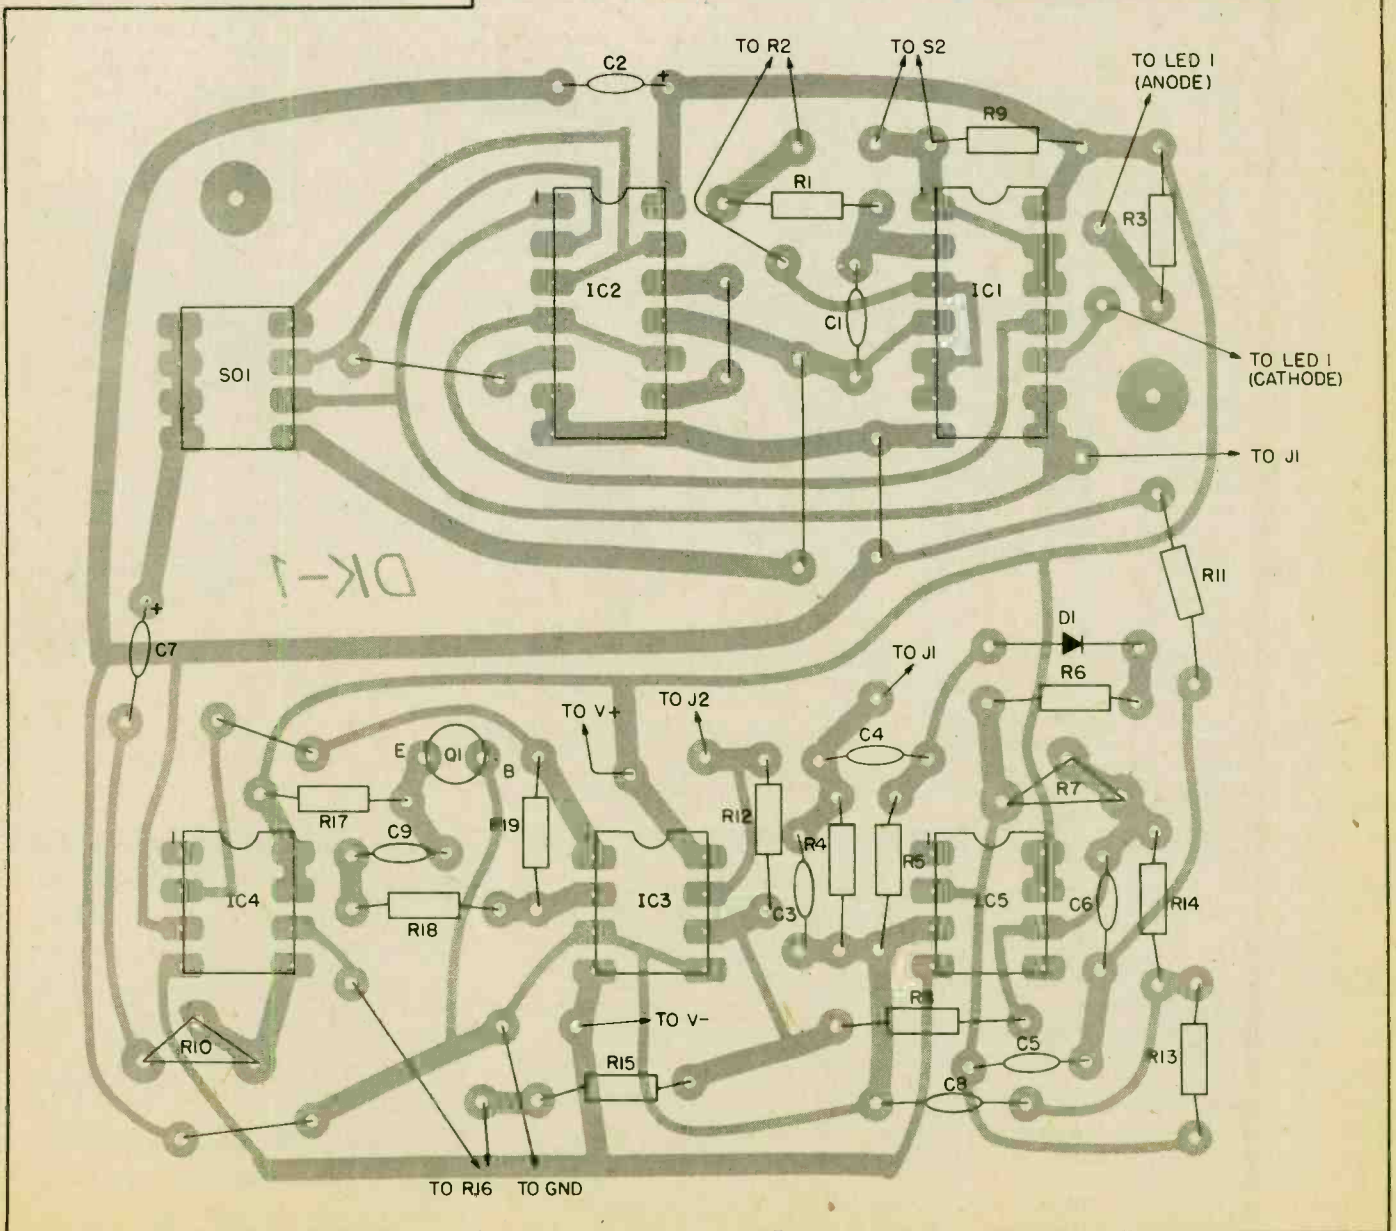 C2
+
TO R2
TO S2
TO LED 1
(ANODE)
R9
R1
R3
IC2
IC1
C1
SO1
TO LED 1
(CATHODE)
TO J1
DK-1
R11
+
C7
D1
R6
TO J1
TO V+
TO J2
C4
E
Q1
B
R7
R17
R19
R12
C9
R4
R5
IC4
R18
IC3
C3
IC5
C6
R14
R8
TO V-
R10
R15
C5
R13
C8
TO R16
TO GND